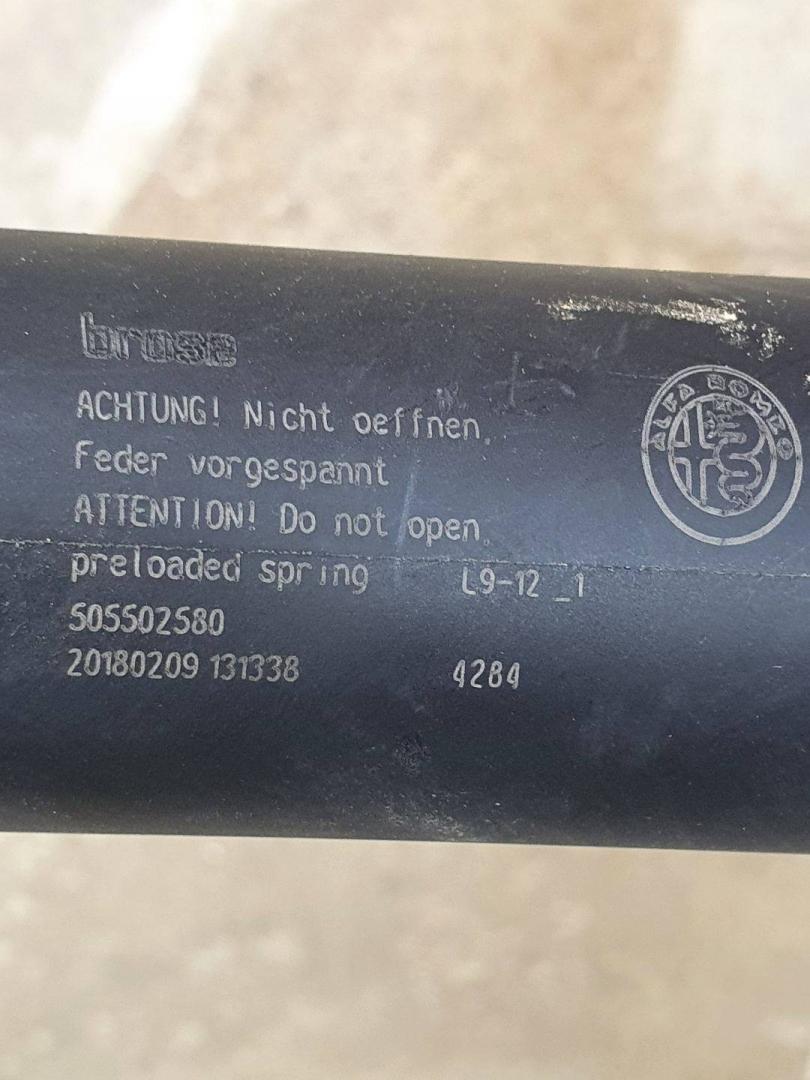 brose
ALFA ROMEO
ACHTUNG! Nicht oeffnen.
Feder vorgespannt
ATTENTION! Do not open.
preloaded spring L9-12 _1
505502580
20180209 131338 4284